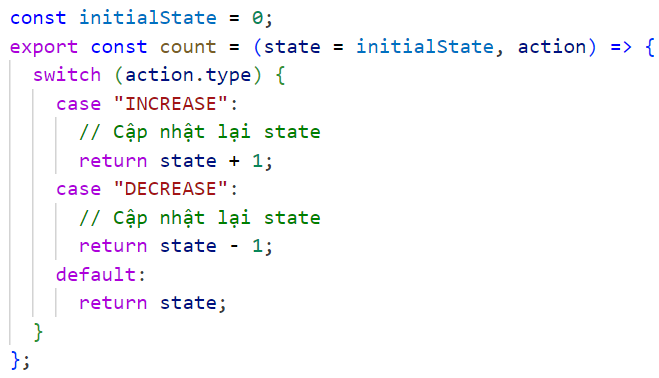 const initialState = 0;
export const count = (state = initialState, action) => {
  switch (action.type) {
    case "INCREASE":
      // Cập nhật lại state
      return state + 1;
    case "DECREASE":
      // Cập nhật lại state
      return state - 1;
    default:
      return state;
  }
};